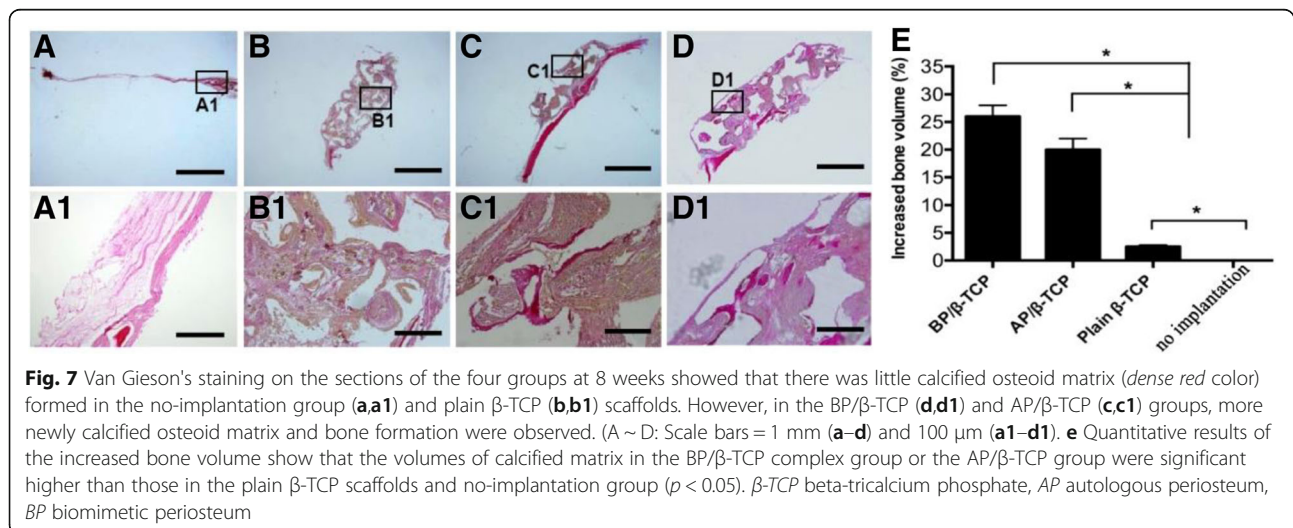 A
B
C
D
E
A1
B1
C1
D1
A1
B1
C1
D1
Increased bone volume (%)
35
30
25
20
15
10
5
0
*
*
*
BP/β-TCP
AP/β-TCP
Plain β-TCP
no implantation
Fig. 7 Van Gieson's staining on the sections of the four groups at 8 weeks showed that there was little calcified osteoid matrix (dense red color)
formed in the no-implantation group (a,a1) and plain β-TCP (b,b1) scaffolds. However, in the BP/β-TCP (d,d1) and AP/β-TCP (c,c1) groups, more
newly calcified osteoid matrix and bone formation were observed. (A ~ D: Scale bars = 1 mm (a–d) and 100 μm (a1–d1). e Quantitative results of
the increased bone volume show that the volumes of calcified matrix in the BP/β-TCP complex group or the AP/β-TCP group were significant
higher than those in the plain β-TCP scaffolds and no-implantation group (p < 0.05). β-TCP beta-tricalcium phosphate, AP autologous periosteum,
BP biomimetic periosteum